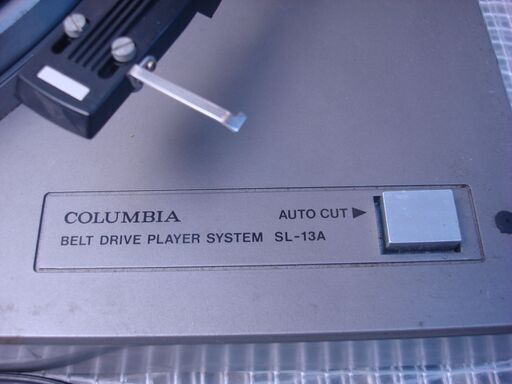 COLUMBIA
AUTO CUT ▶
BELT DRIVE PLAYER SYSTEM SL-13A